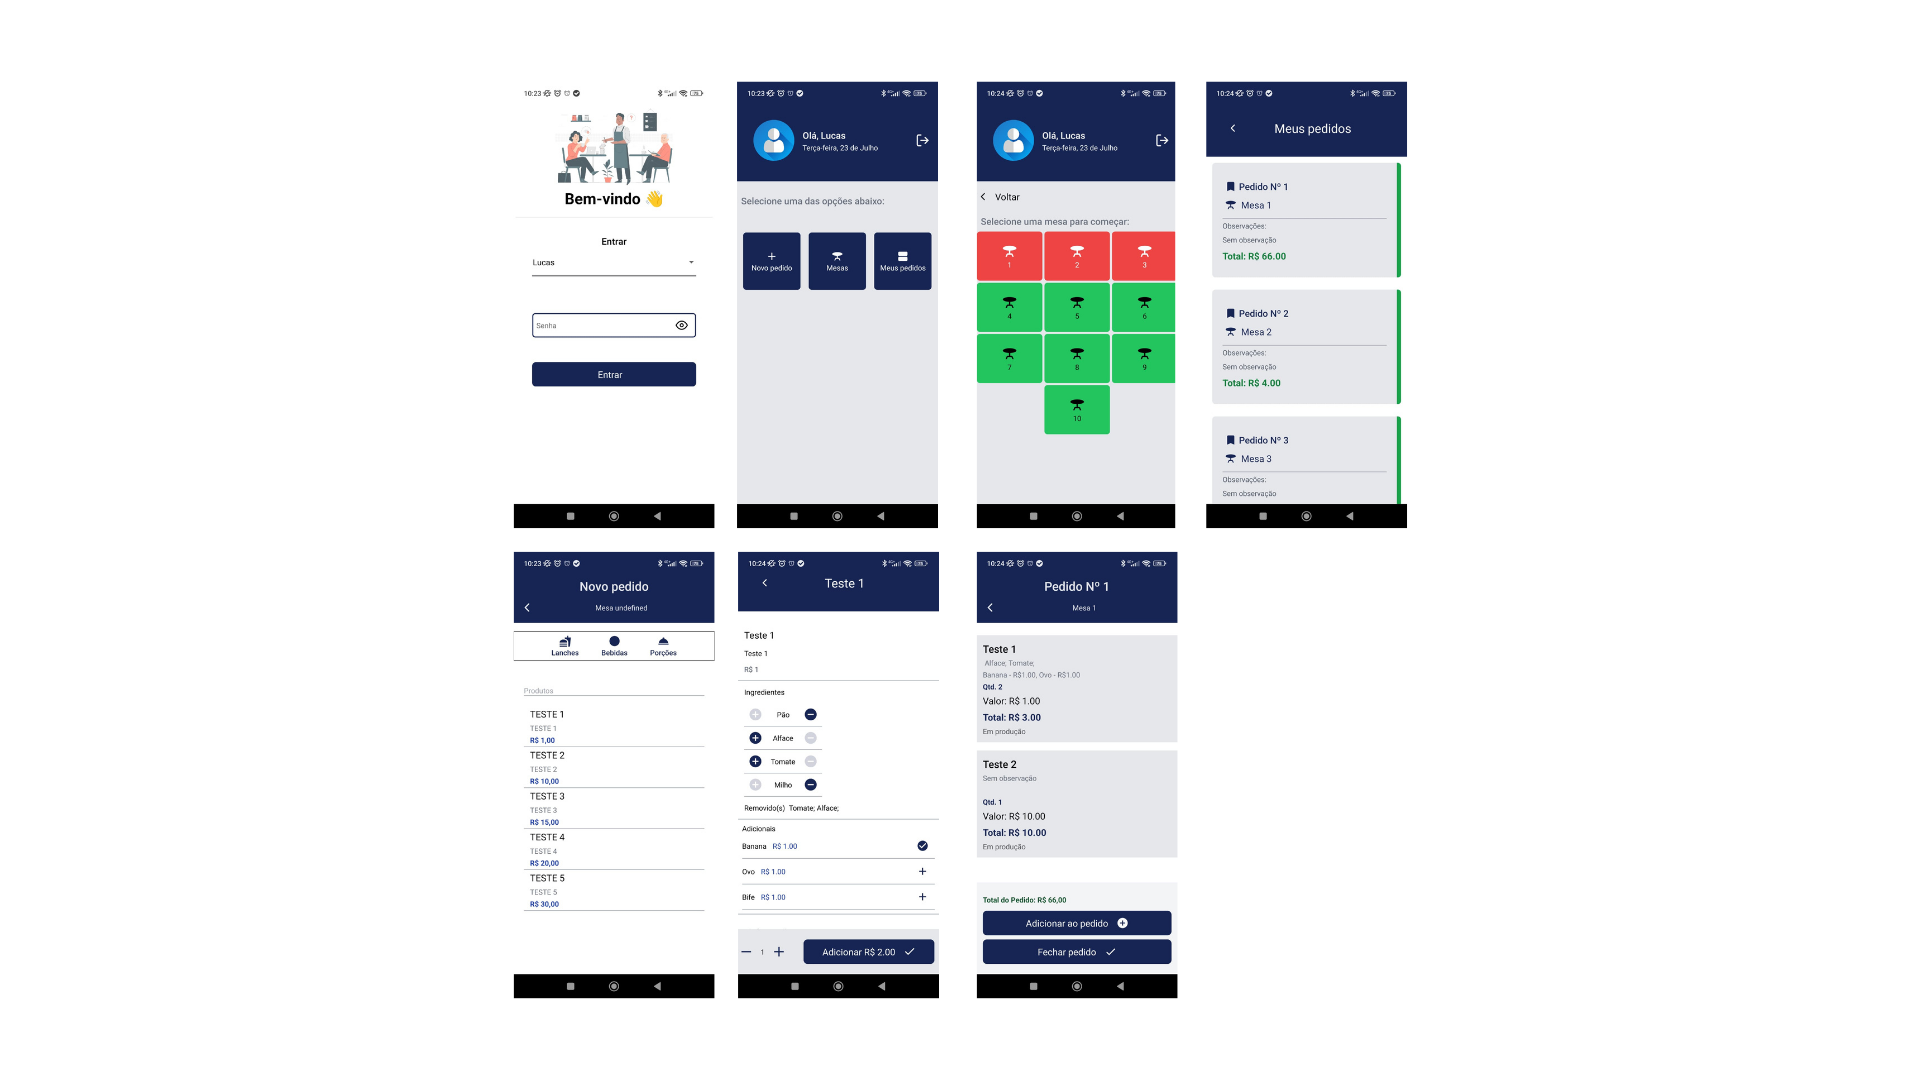 10:23
Bem-vindo 👋
Entrar
Lucas
Senha
Entrar
10:23
Olá, Lucas
Terça-feira, 23 de Julho
Selecione uma das opções abaixo:
Novo pedido
Mesas
Meus pedidos
10:24
Olá, Lucas
Terça-feira, 23 de Julho
Voltar
Selecione uma mesa para começar:
1 2 3
4 5 6
7 8 9
10
10:24
Meus pedidos
Pedido Nº 1
Mesa 1
Observações:
Sem observação
Total: R$ 66.00
Pedido Nº 2
Mesa 2
Observações:
Sem observação
Total: R$ 4.00
Pedido Nº 3
Mesa 3
Observações:
Sem observação
10:23
Novo pedido
Mesa undefined
Lanches Bebidas Porções
Produtos
TESTE 1
TESTE 1
R$ 1,00
TESTE 2
TESTE 2
R$ 10,00
TESTE 3
TESTE 3
R$ 15,00
TESTE 4
TESTE 4
R$ 20,00
TESTE 5
TESTE 5
R$ 30,00
10:24
Teste 1
Teste 1
Teste 1
R$ 1
Ingredientes
Pão
Alface
Tomate
Milho
Removido(s) Tomate; Alface;
Adicionais
Banana R$ 1.00
Ovo R$ 1.00
Bife R$ 1.00
1
Adicionar R$ 2.00
10:24
Pedido Nº 1
Mesa 1
Teste 1
Alface, Tomate,
Banana - R$1.00, Ovo - R$1.00
Qtd. 2
Valor: R$ 1.00
Total: R$ 3.00
Em produção
Teste 2
Sem observação
Qtd. 1
Valor: R$ 10.00
Total: R$ 10.00
Em produção
Total do Pedido: R$ 66,00
Adicionar ao pedido
Fechar pedido